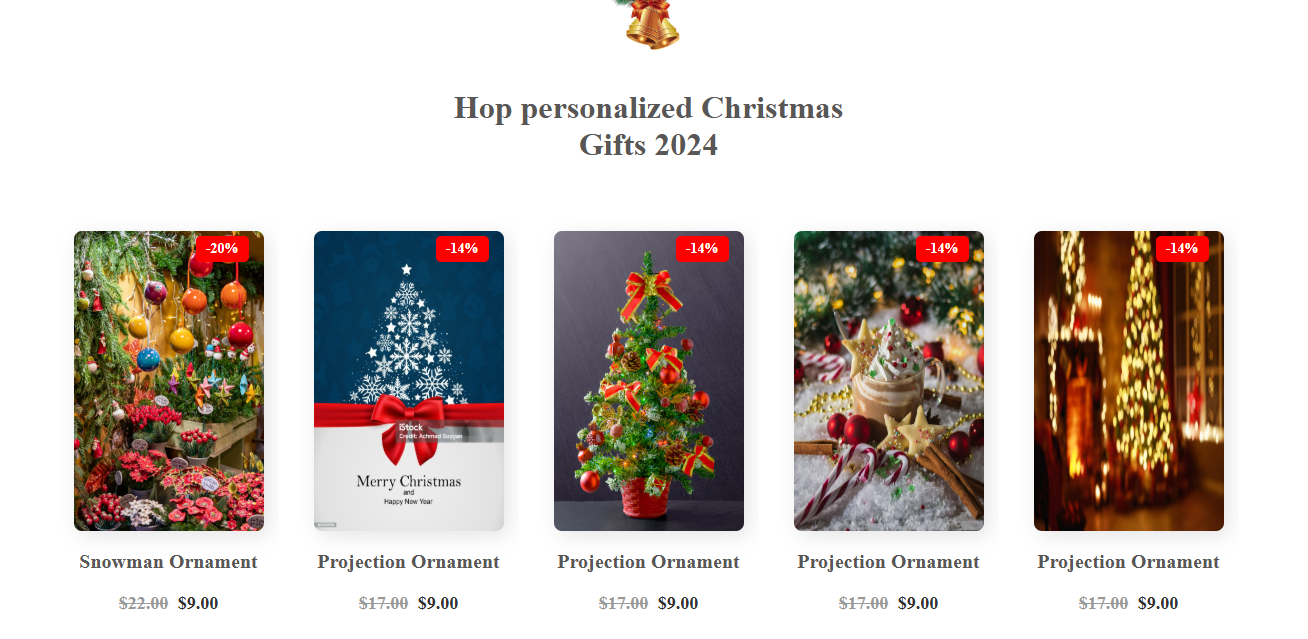 Hop personalized Christmas
Gifts 2024
-20%
-14%
-14%
-14%
-14%
iStock
Credit: Achmad Sozyan
Merry Christmas
and
Happy New Year
Snowman Ornament
Projection Ornament
Projection Ornament
Projection Ornament
Projection Ornament
$22.00 $9.00
$17.00 $9.00
$17.00 $9.00
$17.00 $9.00
$17.00 $9.00